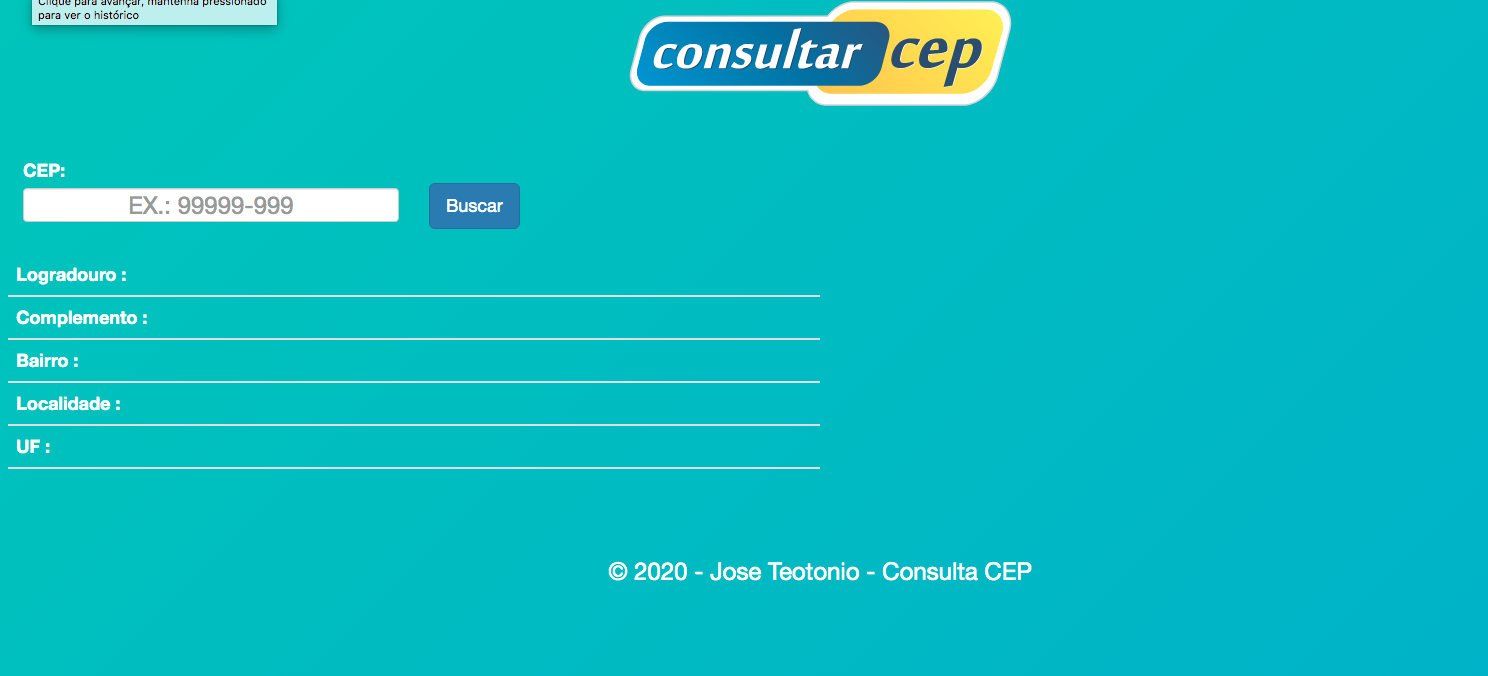 Clique para avançar, mantenha pressionado
para ver o histórico
consultar cep
CEP:
EX.: 99999-999
Buscar
Logradouro :
Complemento :
Bairro :
Localidade :
UF :
© 2020 - Jose Teotonio - Consulta CEP